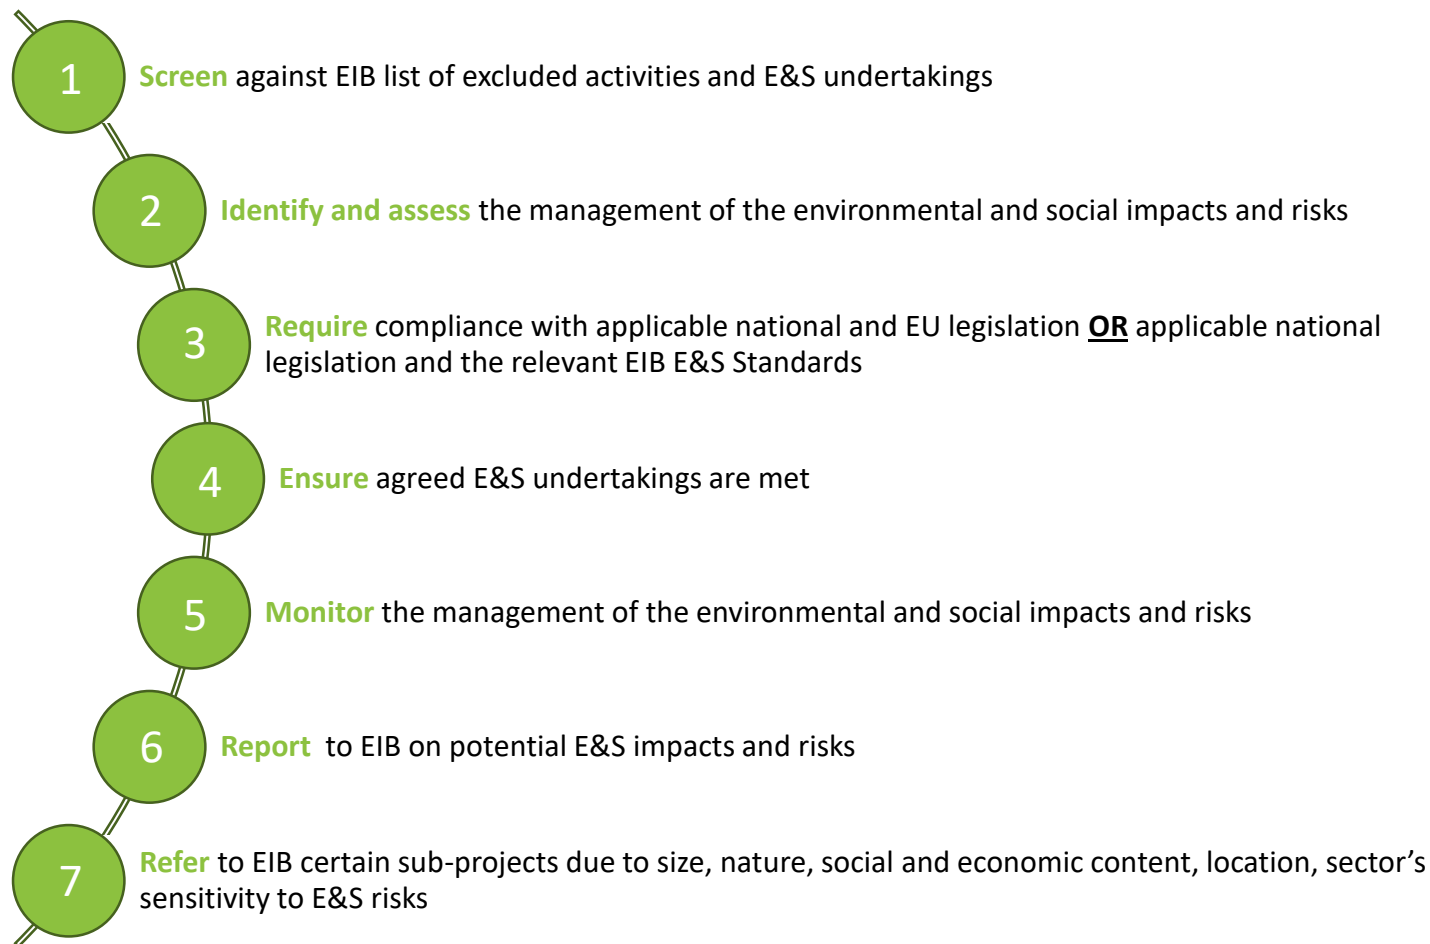 1
Screen against EIB list of excluded activities and E&S undertakings
2
Identify and assess the management of the environmental and social impacts and risks
3
Require compliance with applicable national and EU legislation OR applicable national
legislation and the relevant EIB E&S Standards
4
Ensure agreed E&S undertakings are met
5
Monitor the management of the environmental and social impacts and risks
6
Report to EIB on potential E&S impacts and risks
7
Refer to EIB certain sub-projects due to size, nature, social and economic content, location, sector’s
sensitivity to E&S risks